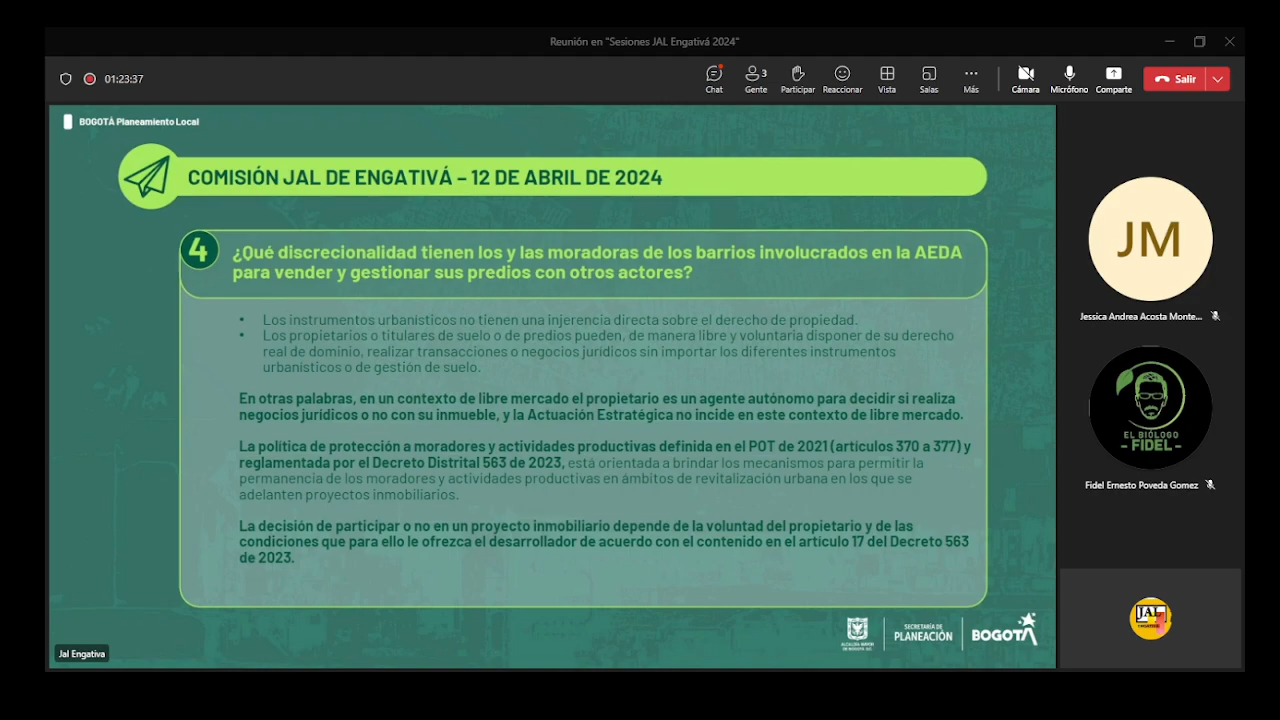 Reunión en "Sesiones JAL Engativá 2024"
01:23:37
Chat
3
Gente
Participar
Reaccionar
Vista
Salas
Más
Cámara
Micrófono
Comparte
Salir
BOGOTÁ Planeamiento Local
COMISIÓN JAL DE ENGATIVÁ – 12 DE ABRIL DE 2024
4
¿Qué discrecionalidad tienen los y las moradoras de los barrios involucrados en la AEDA
para vender y gestionar sus predios con otros actores?
• Los instrumentos urbanísticos no tienen una injerencia directa sobre el derecho de propiedad.
• Los propietarios o titulares de suelo o de predios pueden, de manera libre y voluntaria disponer de su derecho
real de dominio, realizar transacciones o negocios jurídicos sin importar los diferentes instrumentos
urbanísticos o de gestión de suelo.
En otras palabras, en un contexto de libre mercado el propietario es un agente autónomo para decidir si realiza
negocios jurídicos o no con su inmueble, y la Actuación Estratégica no incide en este contexto de libre mercado.
La política de protección a moradores y actividades productivas definida en el POT de 2021 (artículos 370 a 377) y
reglamentada por el Decreto Distrital 563 de 2023, está orientada a brindar los mecanismos para permitir la
permanencia de los moradores y actividades productivas en ámbitos de revitalización urbana en los que se
adelanten proyectos inmobiliarios.
La decisión de participar o no en un proyecto inmobiliario depende de la voluntad del propietario y de las
condiciones que para ello le ofrezca el desarrollador de acuerdo con el contenido en el artículo 17 del Decreto 563
de 2023.
ALCALDÍA MAYOR
DE BOGOTÁ D.C.
SECRETARÍA DE
PLANEACIÓN
BOGOTÁ
Jal Engativa
JM
Jessica Andrea Acosta Monte...
EL BIÓLOGO
- FIDEL -
Fidel Ernesto Poveda Gomez
JAL